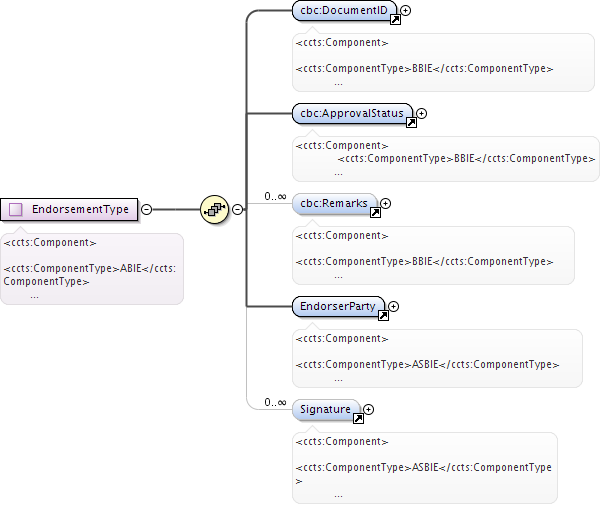 cbc:DocumentID
<ccts:Component>
<ccts:ComponentType>BBIE</ccts:ComponentType>
...
cbc:ApprovalStatus
<ccts:Component>
<ccts:ComponentType>BBIE</ccts:ComponentType>
...
0..∞
cbc:Remarks
<ccts:Component>
<ccts:ComponentType>BBIE</ccts:ComponentType>
...
EndorsementType
<ccts:Component>
<ccts:ComponentType>ABIE</ccts:
ComponentType>
...
EndorserParty
<ccts:Component>
<ccts:ComponentType>ASBIE</ccts:ComponentType>
...
0..∞
Signature
<ccts:Component>
<ccts:ComponentType>ASBIE</ccts:ComponentType
>
...